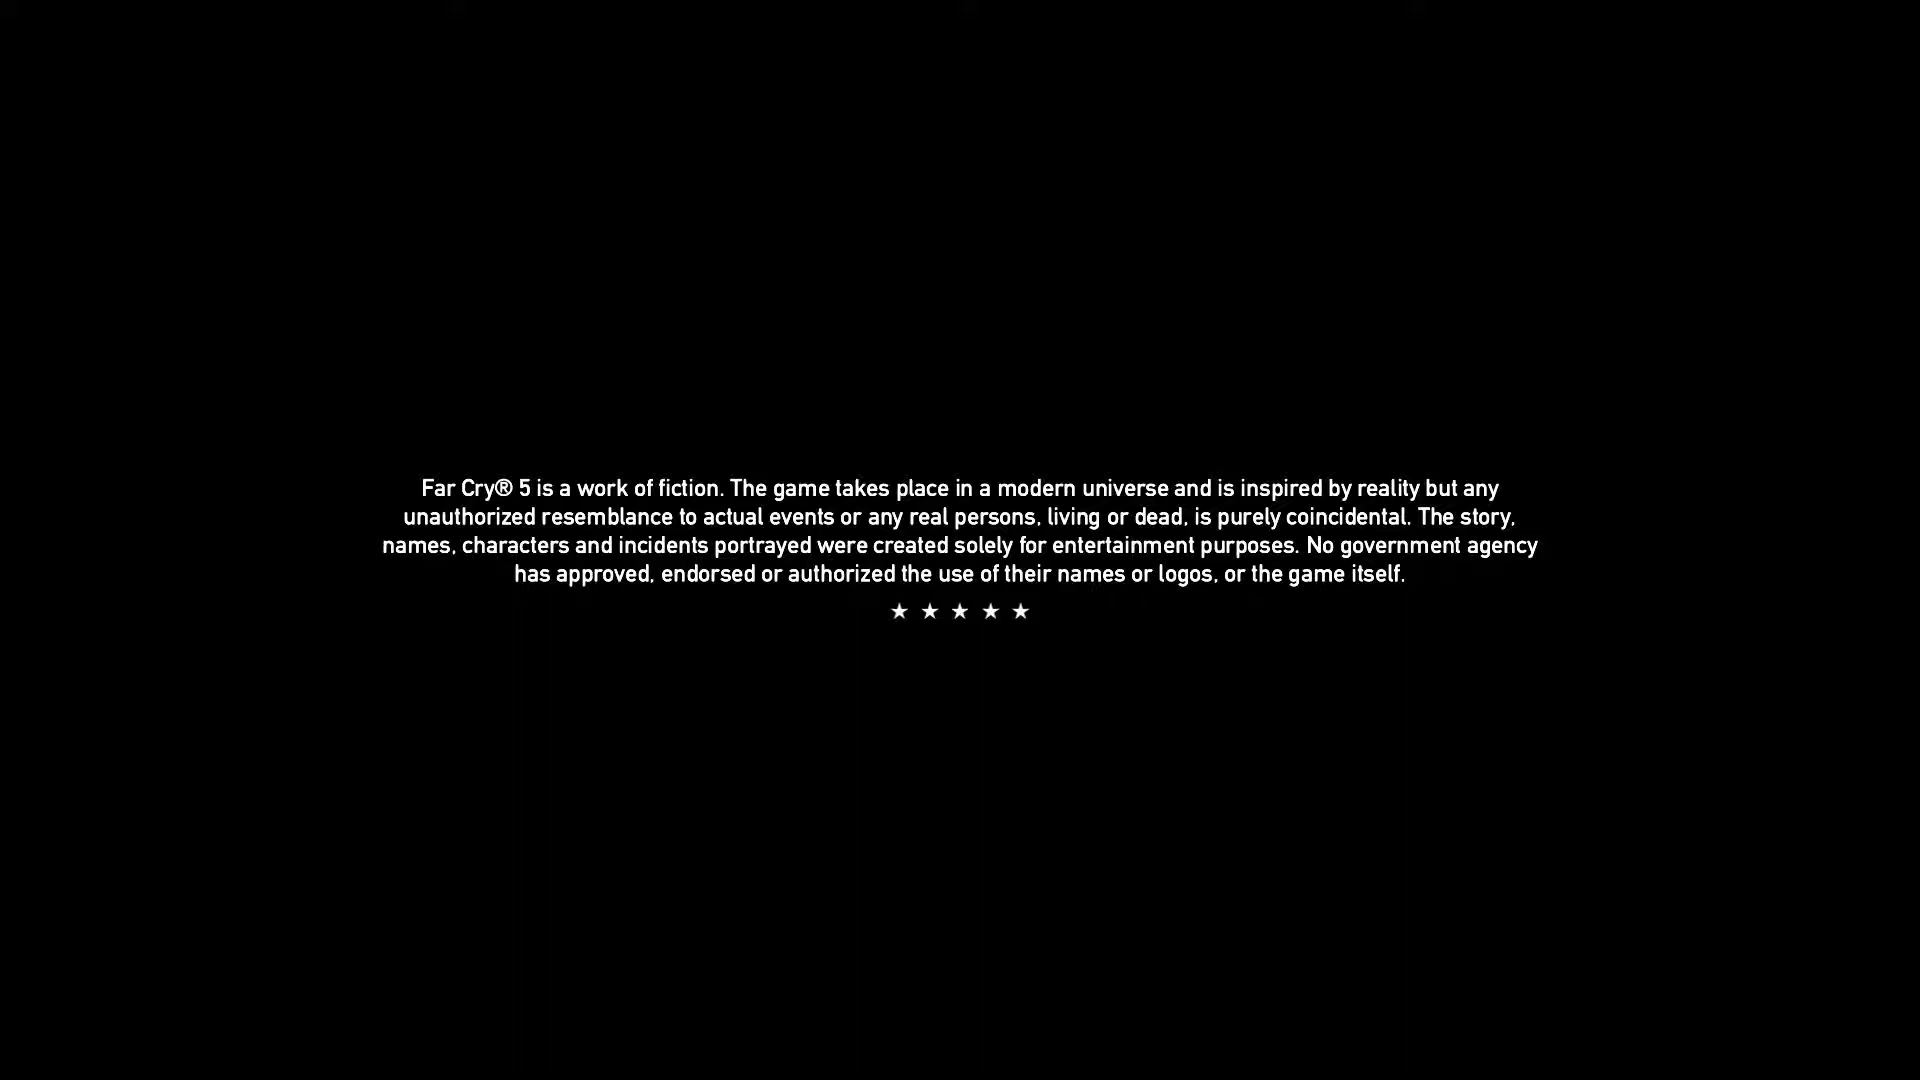 Far Cry® 5 is a work of fiction. The game takes place in a modern universe and is inspired by reality but any
unauthorized resemblance to actual events or any real persons, living or dead, is purely coincidental. The story,
names, characters and incidents portrayed were created solely for entertainment purposes. No government agency
has approved, endorsed or authorized the use of their names or logos, or the game itself.
★ ★ ★ ★ ★